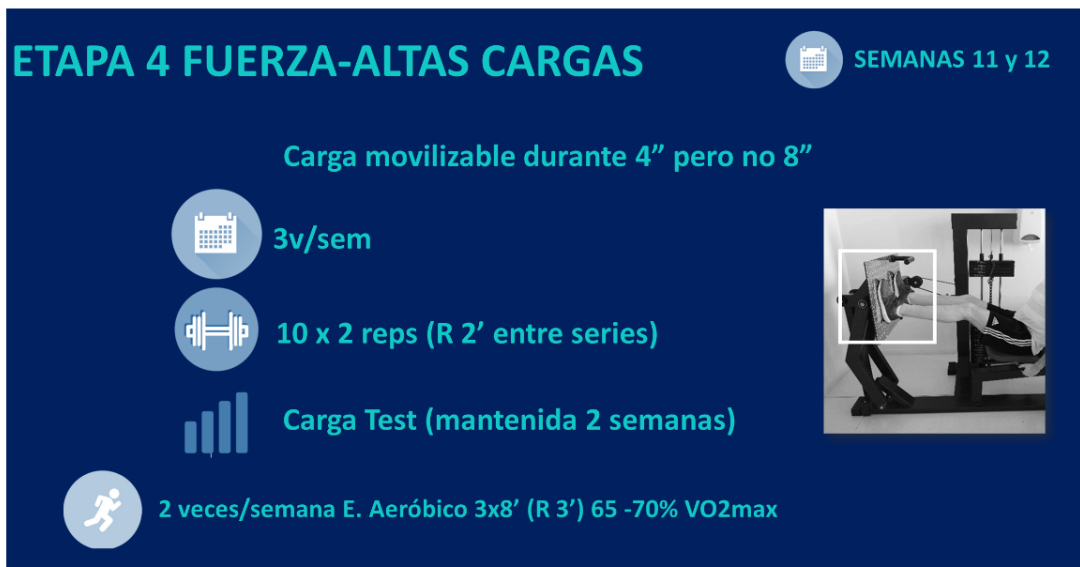 ETAPA 4 FUERZA-ALTAS CARGAS
SEMANAS 11 y 12
Carga movilizable durante 4” pero no 8”
3v/sem
10 x 2 reps (R 2’ entre series)
Carga Test (mantenida 2 semanas)
2 veces/semana E. Aeróbico 3x8’ (R 3’) 65 -70% VO2max